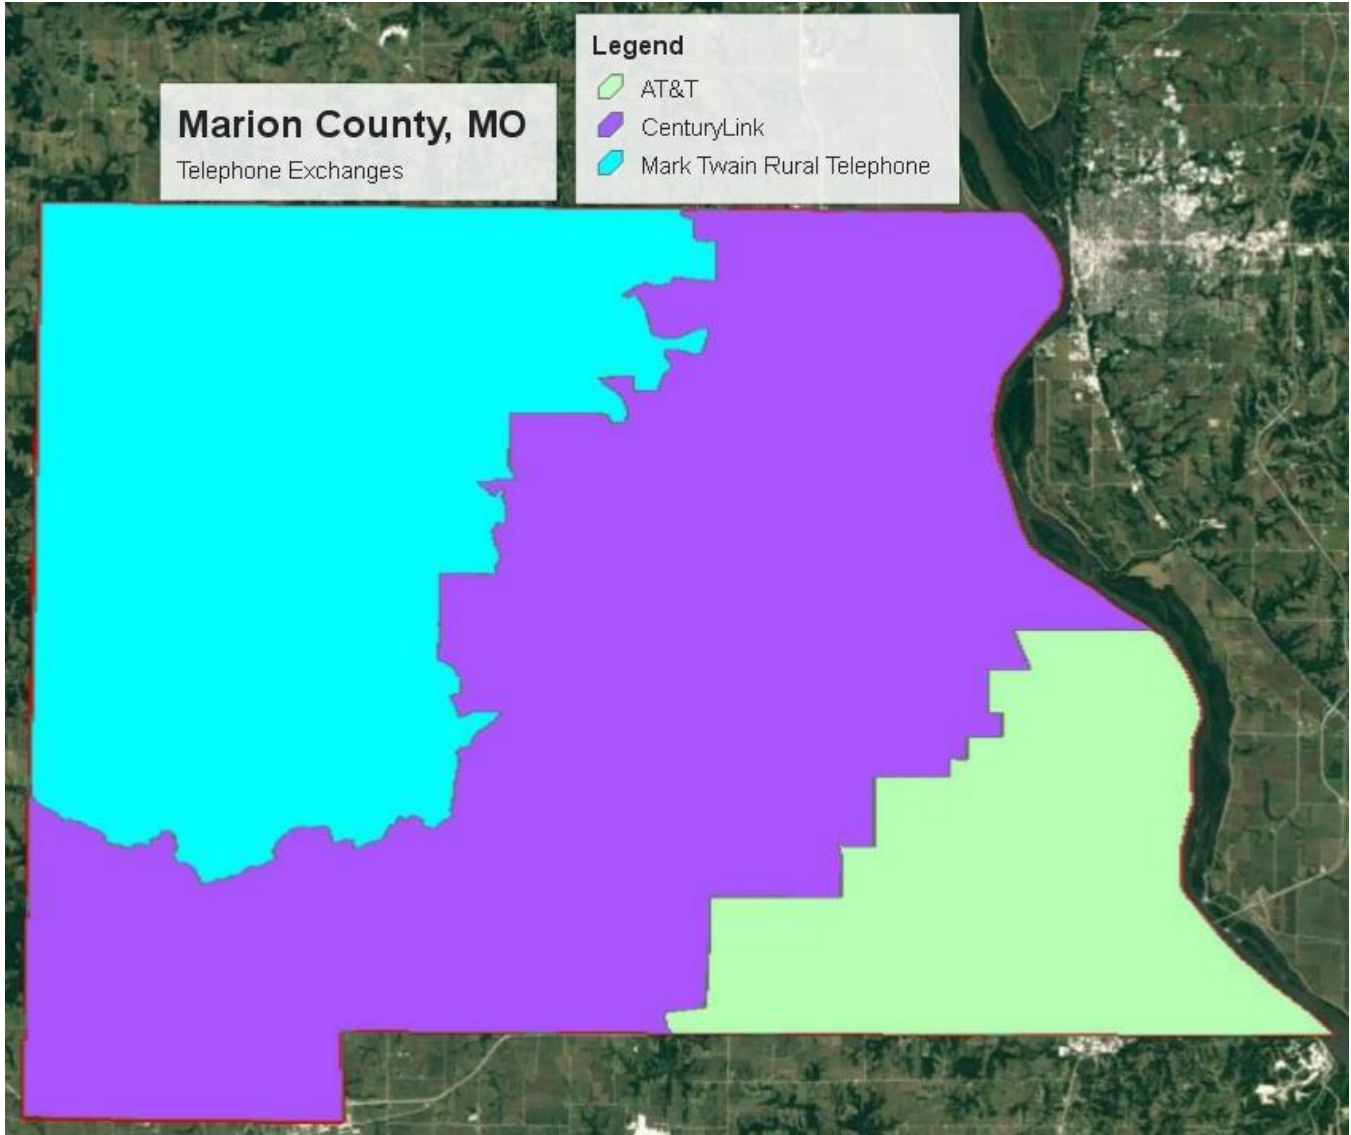 Marion County, MO
Telephone Exchanges
Legend
AT&T
CenturyLink
Mark Twain Rural Telephone